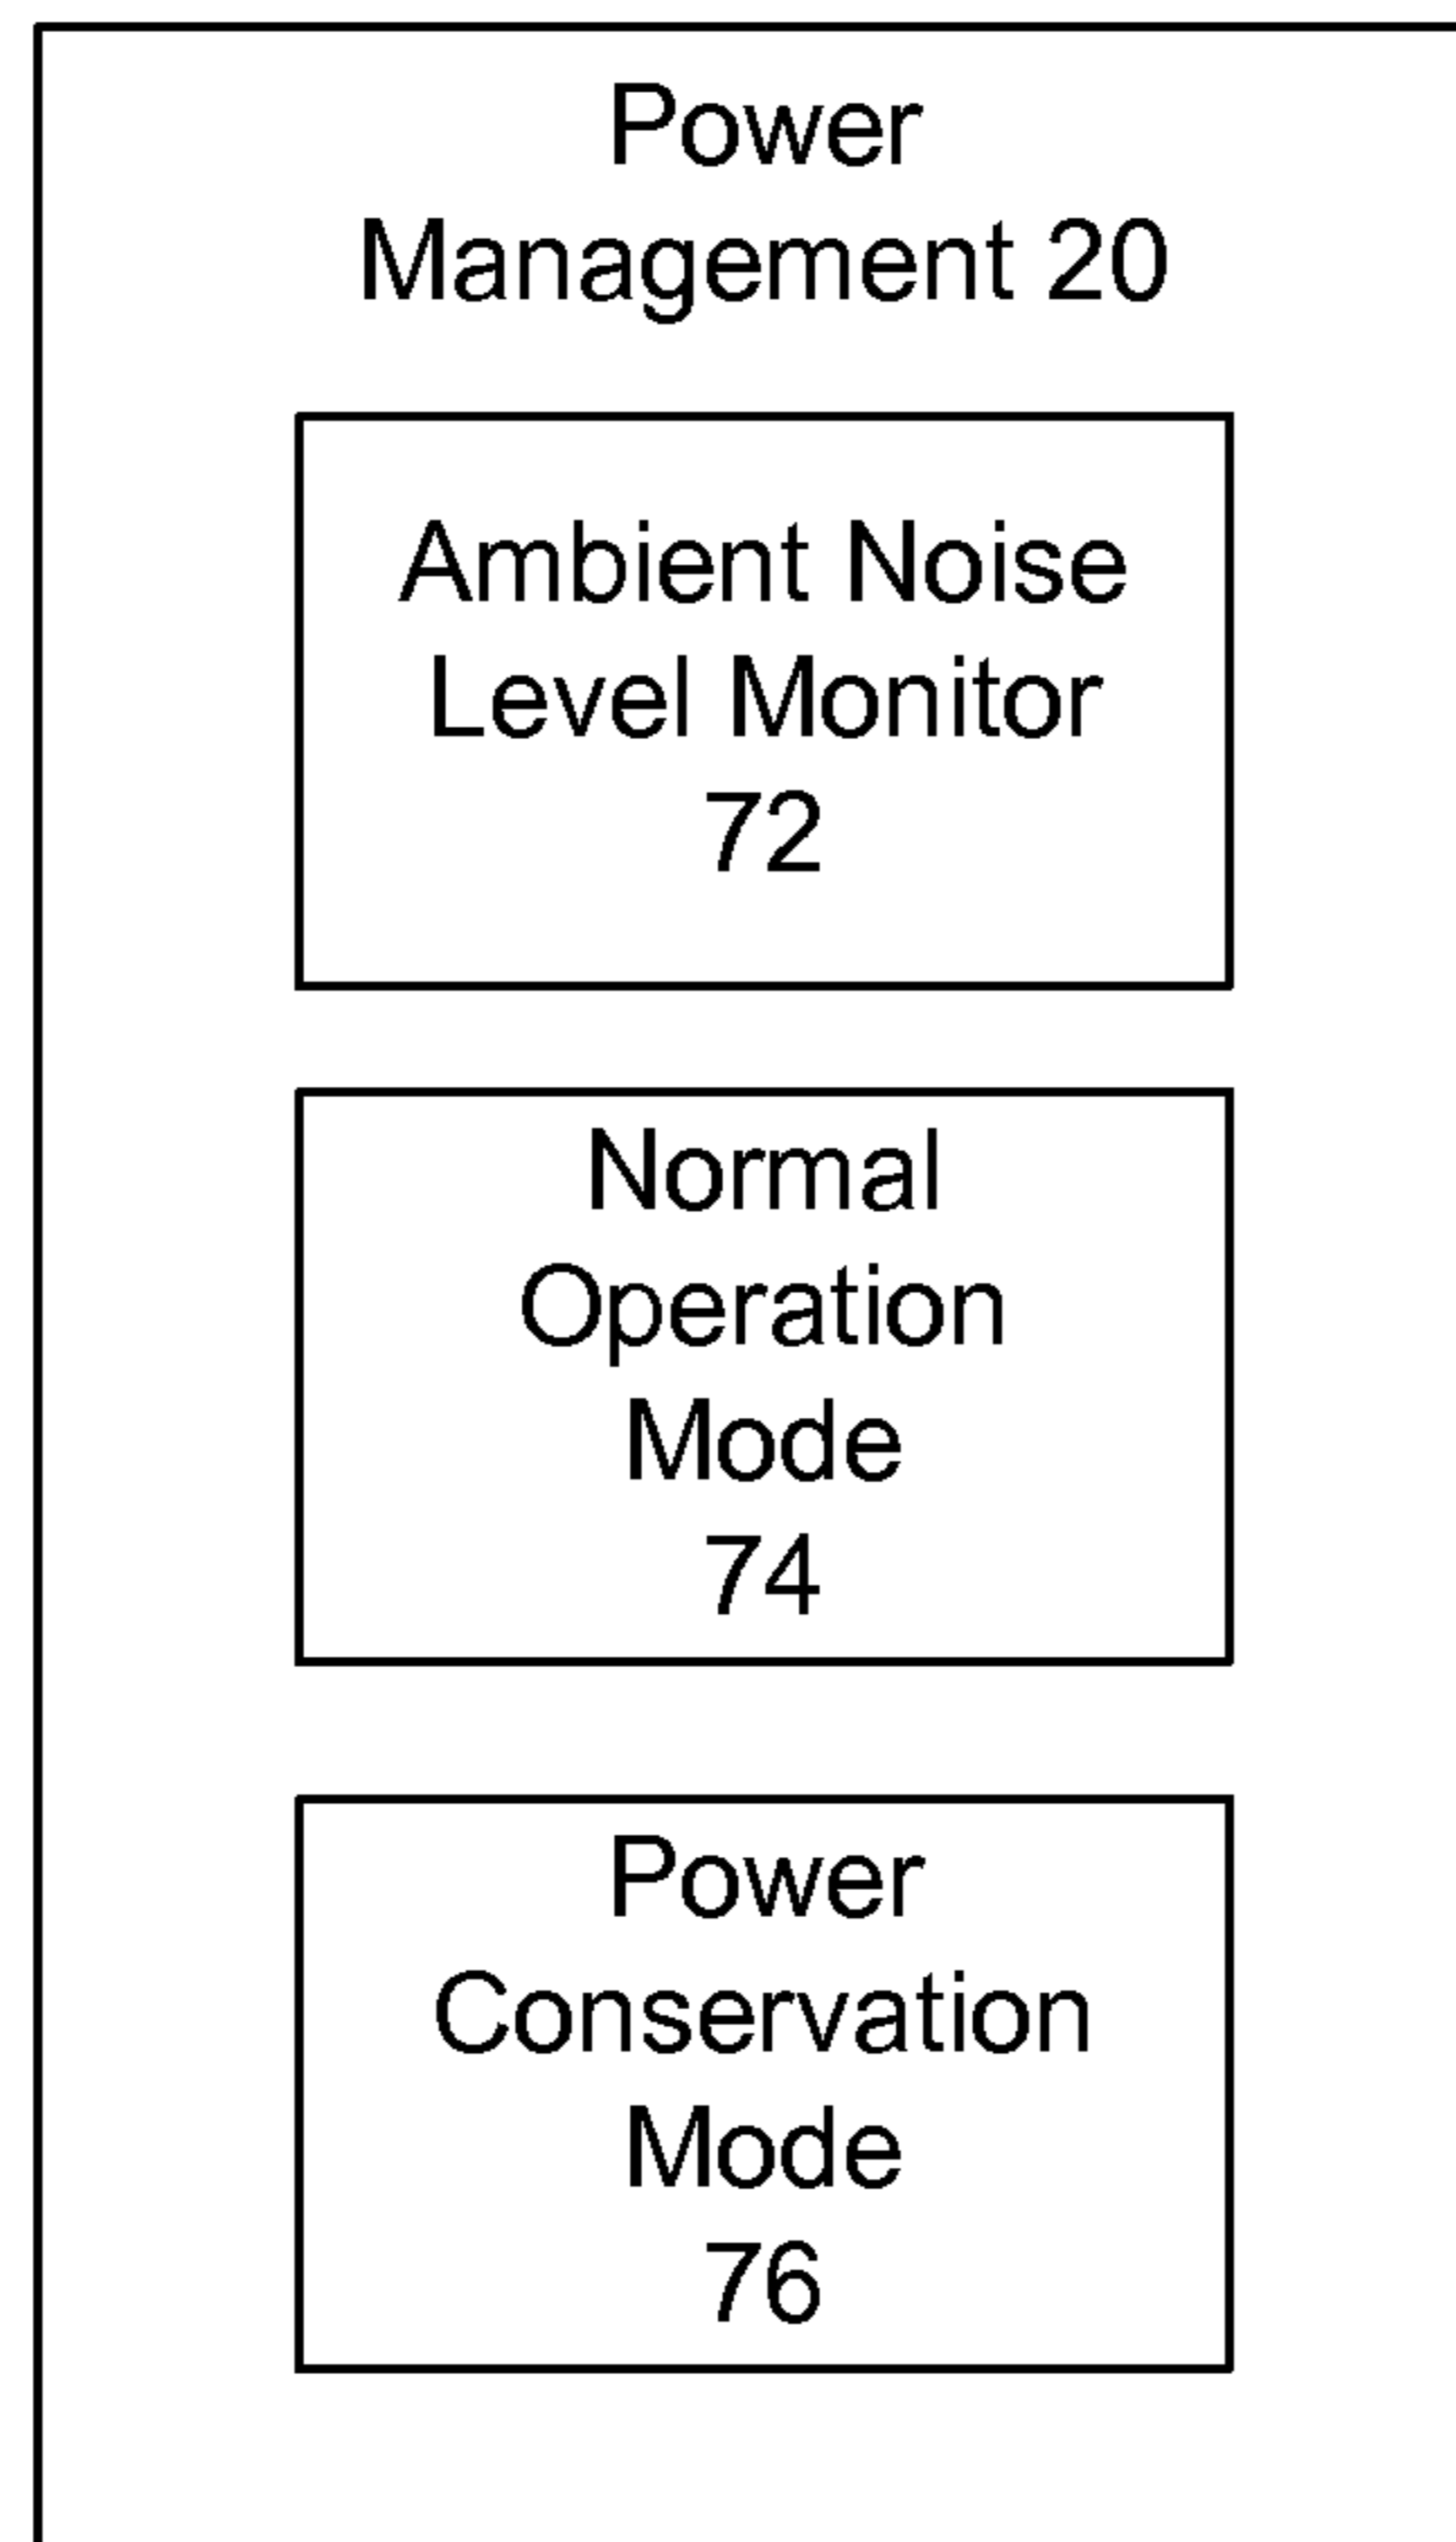 Power
Management 20
Ambient Noise
Level Monitor
72
Normal
Operation
Mode
74
Power
Conservation
Mode
76